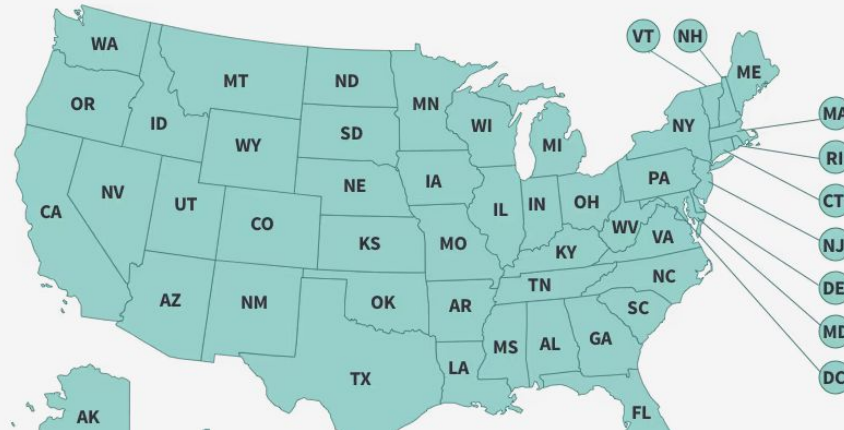 VT
NH
WA
ME
MT
ND
OR
MN
MA
ID
WI
NY
SD
WY
MI
RI
PA
IA
NE
NV
CT
OH
UT
IN
IL
CA
CO
WV
VA
KS
MO
NJ
KY
NC
TN
DE
AZ
NM
OK
AR
SC
MD
GA
AL
MS
LA
DC
TX
FL
AK